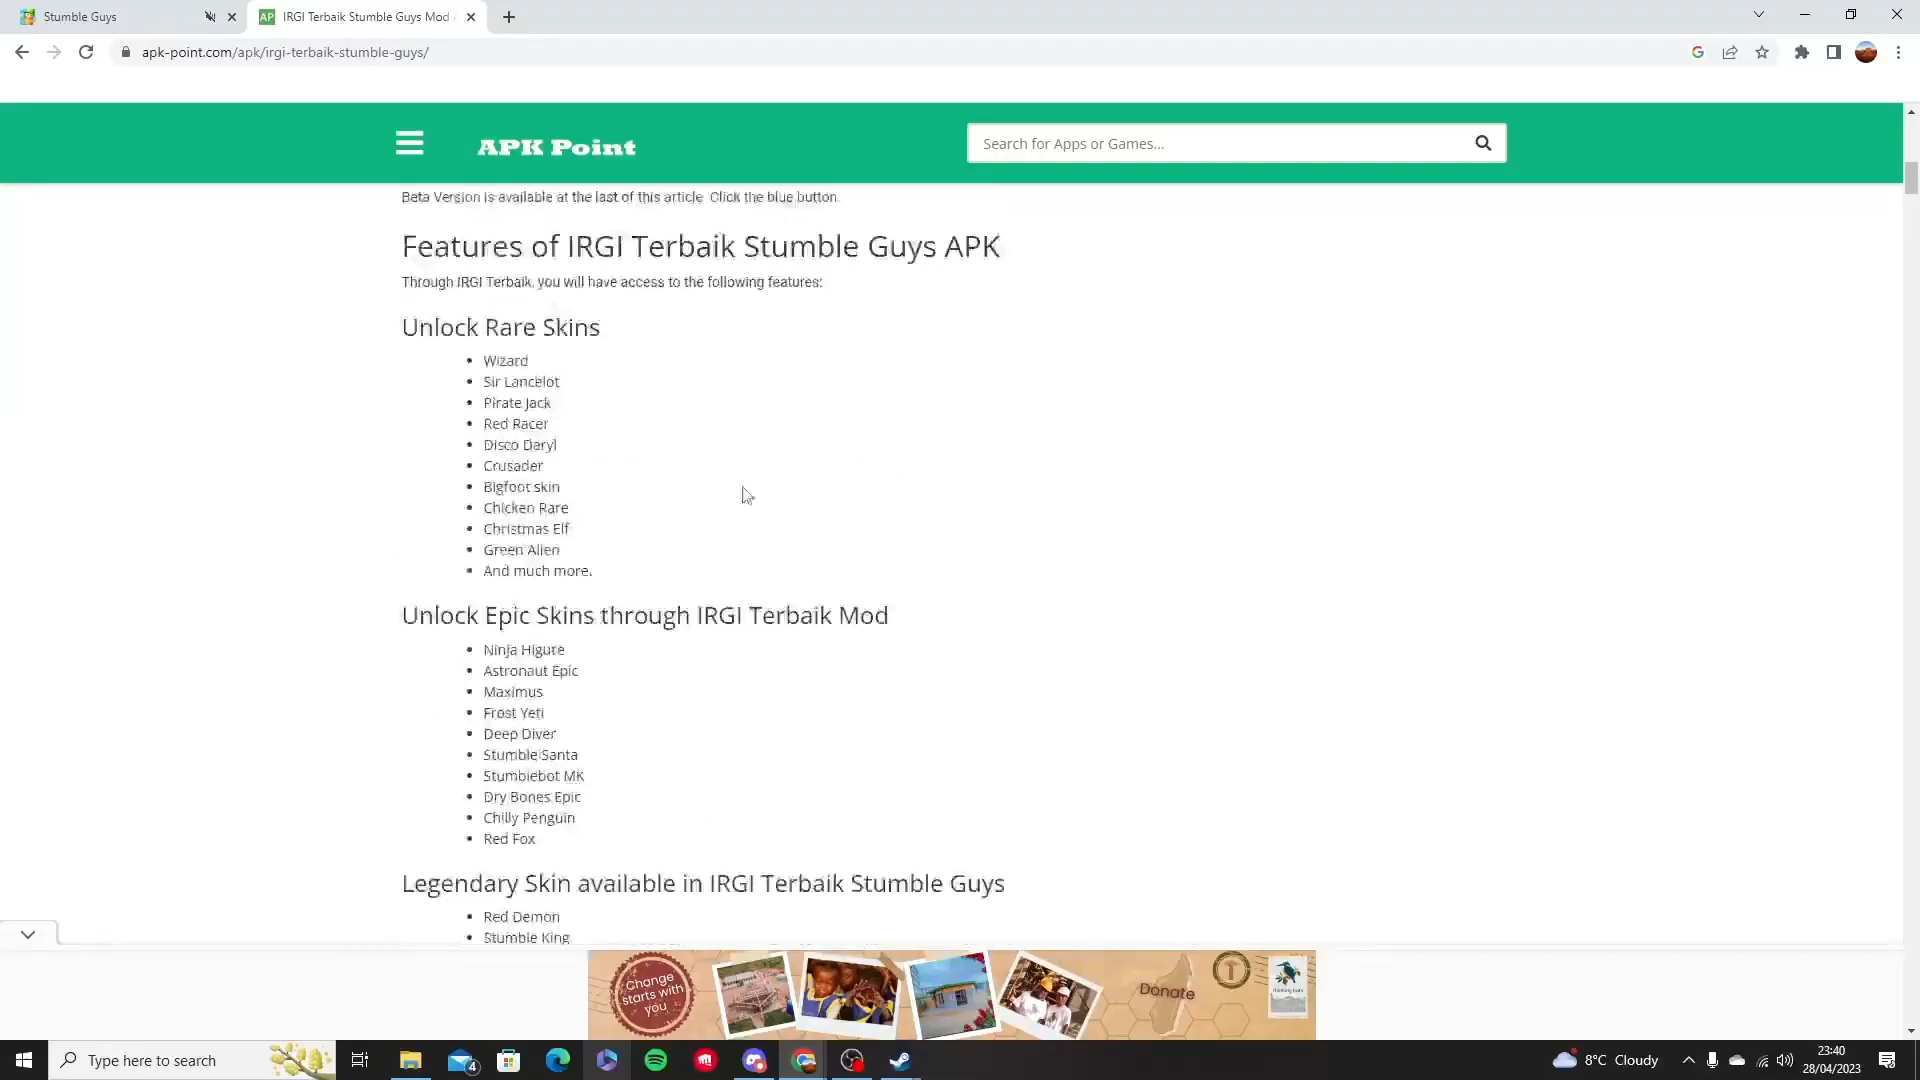 Stumble Guys
AP IRGI Terbaik Stumble Guys Mod
apk-point.com/apk/irgi-terbaik-stumble-guys/
APK Point
Search for Apps or Games...
Beta Version is available at the last of this article Click the blue button
Features of IRGI Terbaik Stumble Guys APK
Through IRGI Terbaik, you will have access to the following features:
Unlock Rare Skins
Wizard
Sir Lancelot
Pirate Jack
Red Racer
Disco Daryl
Crusader
Bigfoot skin
Chicken Rare
Christmas Elf
Green Alien
And much more.
Unlock Epic Skins through IRGI Terbaik Mod
Ninja Higure
Astronaut Epic
Maximus
Frost Yeti
Deep Diver
Stumble Santa
Stumblebot MK
Dry Bones Epic
Chilly Penguin
Red Fox
Legendary Skin available in IRGI Terbaik Stumble Guys
Red Demon
Stumble King
Change
starts with
you
Donate
Type here to search
4
8°C Cloudy
23:40
28/04/2023